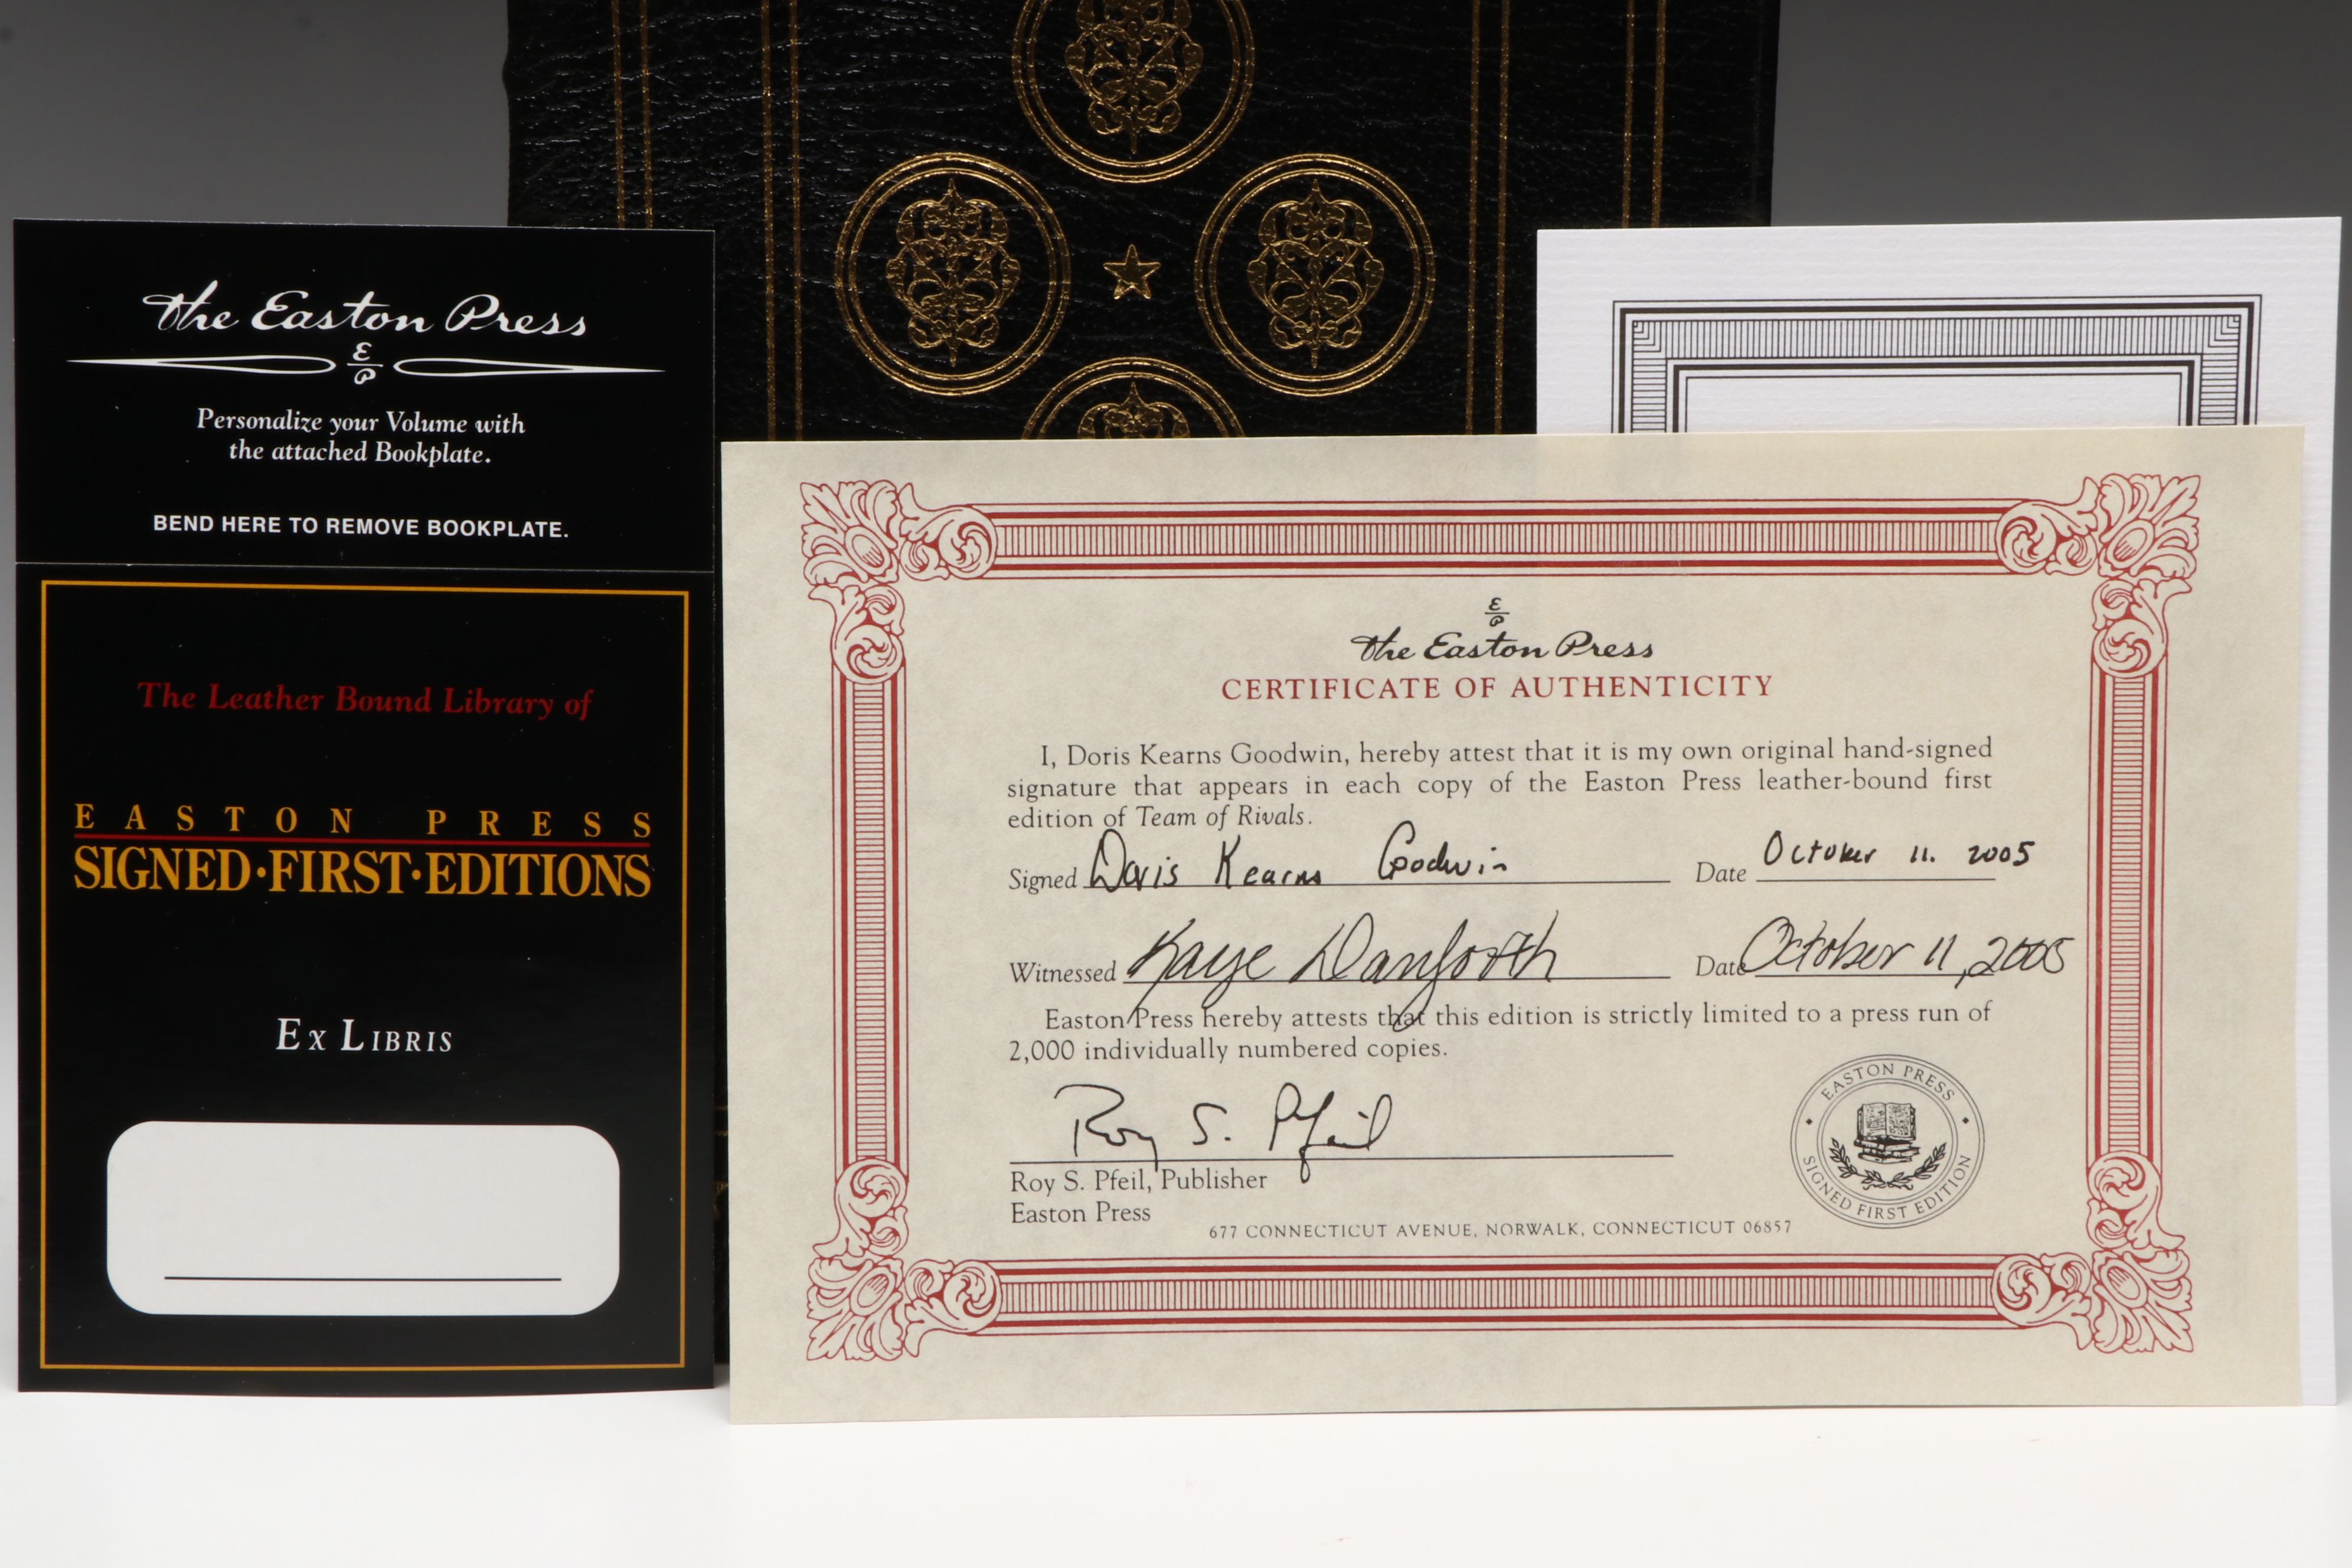 The Easton Press
E
P
Personalize your Volume with
the attached Bookplate.
BEND HERE TO REMOVE BOOKPLATE.
The Leather Bound Library of
EASTON PRESS
SIGNED·FIRST·EDITIONS
EX LIBRIS
E
P
The Easton Press
CERTIFICATE OF AUTHENTICITY
I, Doris Kearns Goodwin, hereby attest that it is my own original hand-signed
signature that appears in each copy of the Easton Press leather-bound first
edition of Team of Rivals.
Signed Doris Kearns Goodwin Date October 11. 2005
Witnessed Kaye Danforth Date October 11, 2005
Easton Press hereby attests that this edition is strictly limited to a press run of
2,000 individually numbered copies.
Roy S. Pfeil
Roy S. Pfeil, Publisher
Easton Press
677 CONNECTICUT AVENUE, NORWALK, CONNECTICUT 06857
EASTON PRESS
SIGNED FIRST EDITION